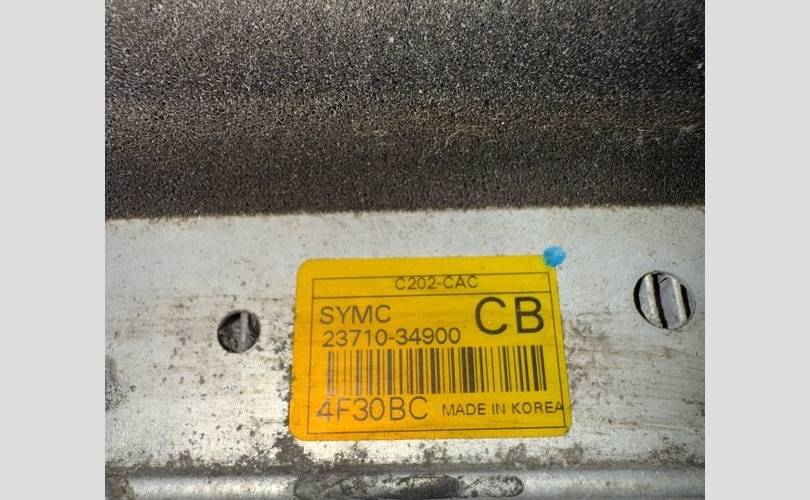 C202-CAC
SYMC CB
23710-34900
4F30BC MADE IN KOREA